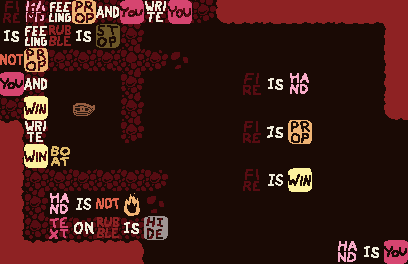 FIRE HAND FEELING PROP AND YOU WRITE YOU
IS FEELING RUBBLE IS STOP
NOT PROP
YOU AND
WIN
WRITE
WIN BOAT
FIRE IS HAND
FIRE IS PROP
FIRE IS WIN
HAND IS NOT
TEXT ON RUBBLE IS HIDE
HAND IS YOU